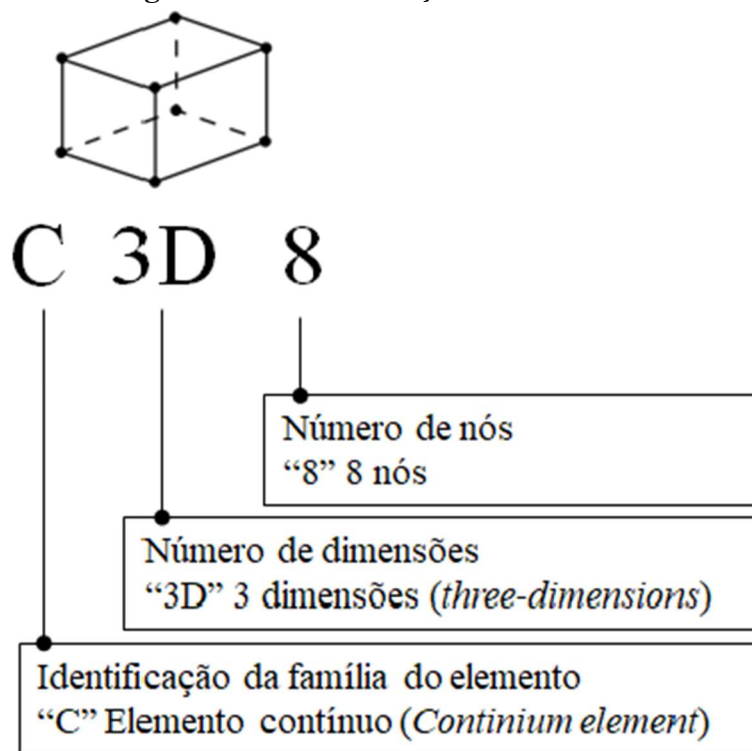 C 3D 8
Número de nós
“8” 8 nós
Número de dimensões
“3D” 3 dimensões (three-dimensions)
Identificação da família do elemento
“C” Elemento contínuo (Continium element)